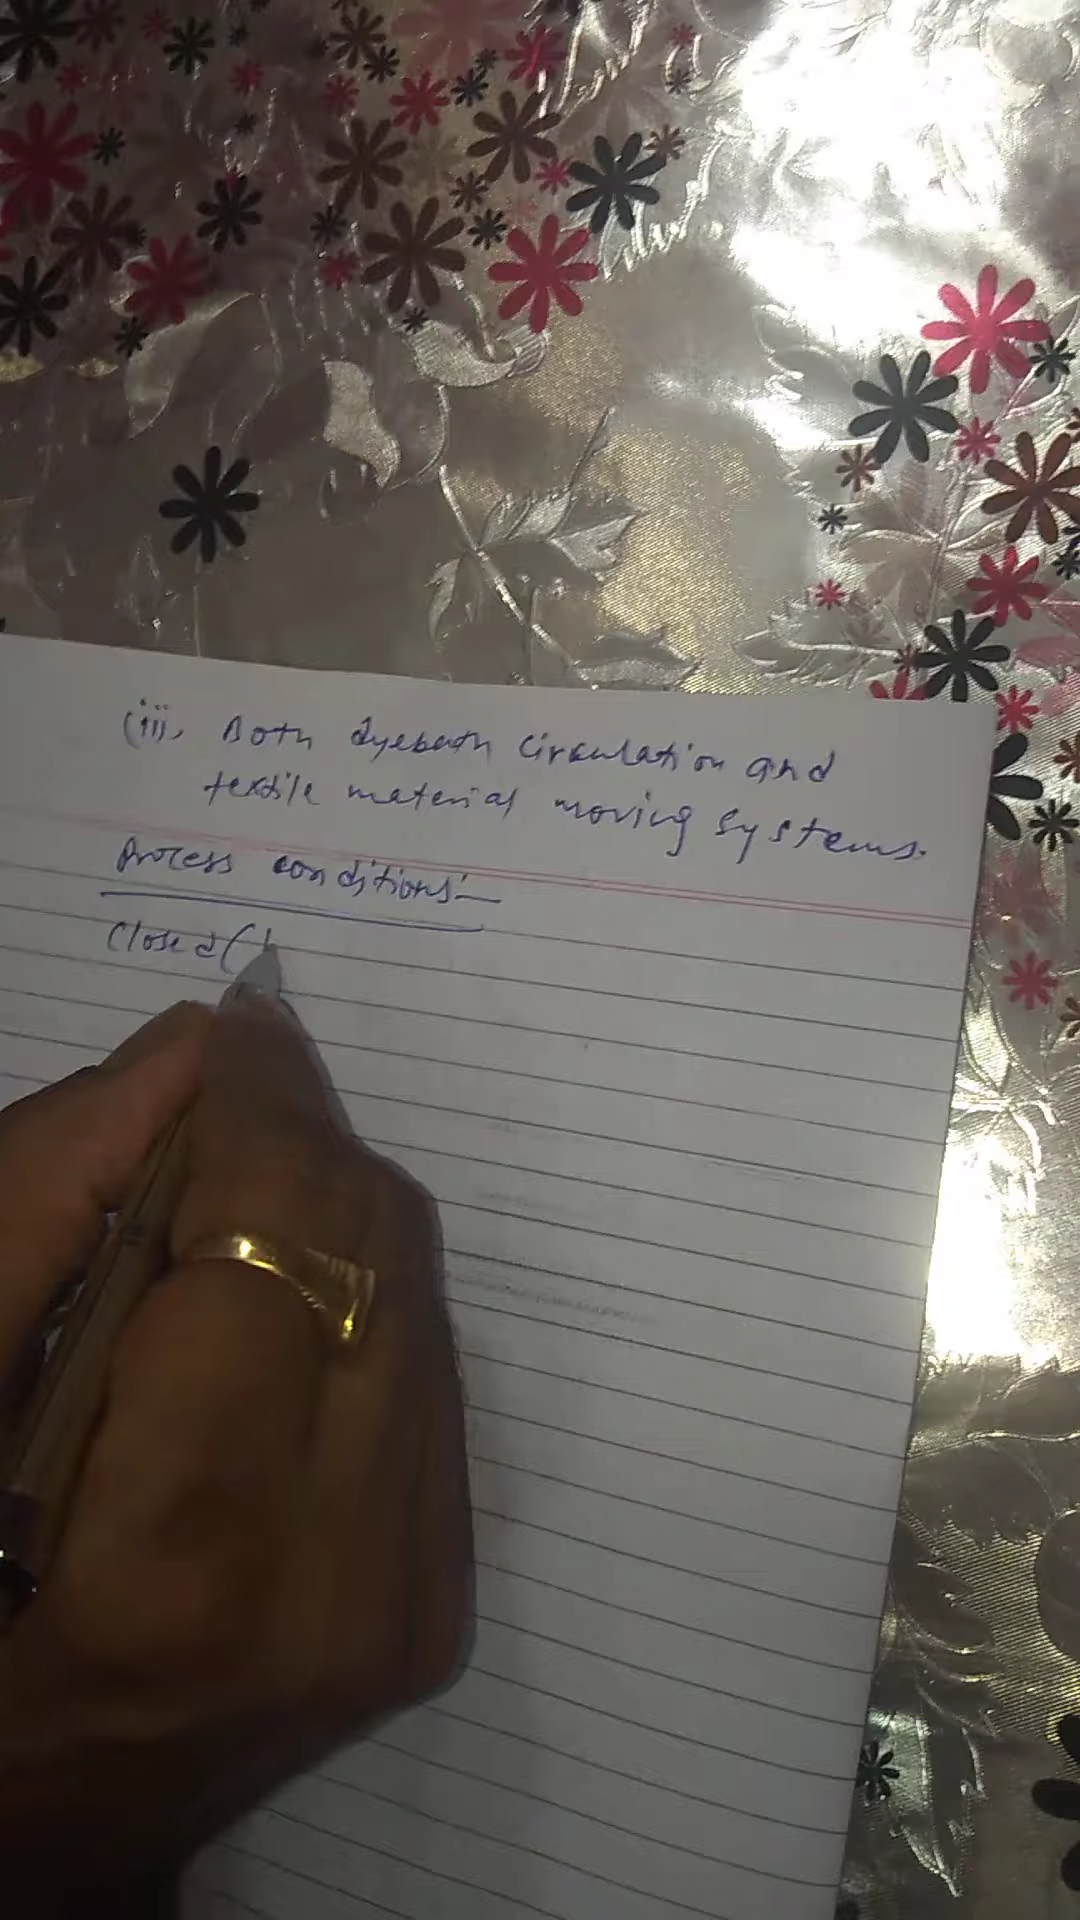 (iii) Both dyebath circulation and
textile material moving systems.
Process conditions:-
Closed (